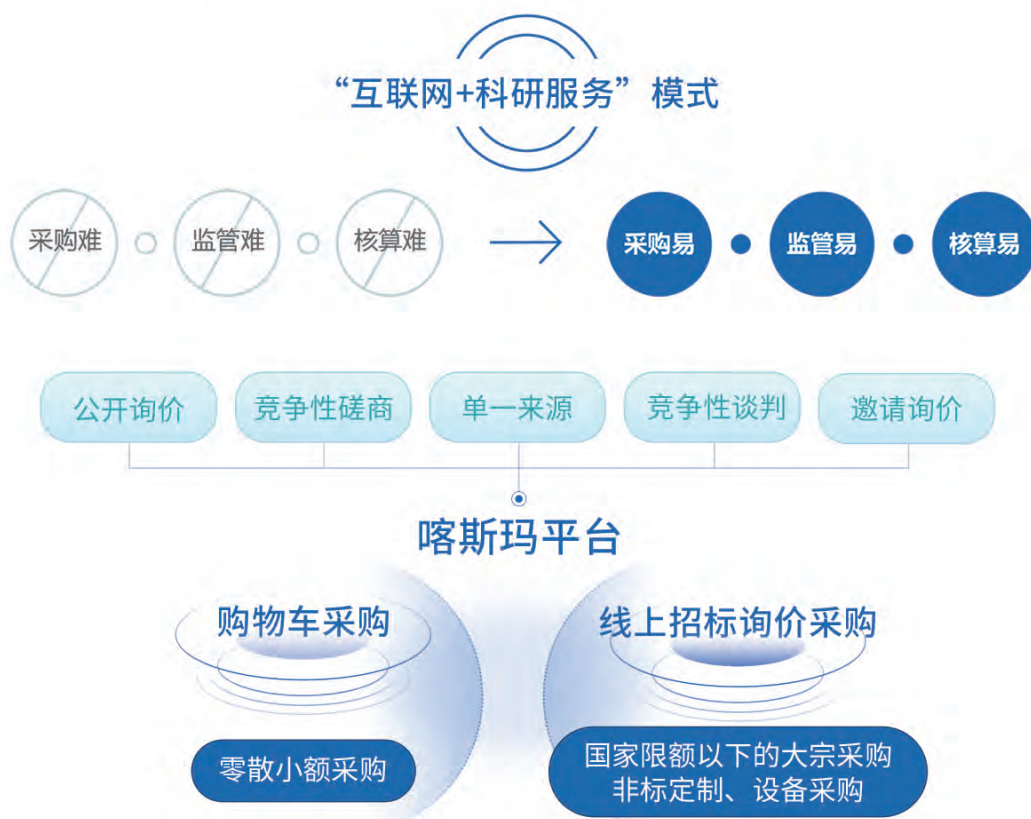 “互联网+科研服务”模式
采购难
监管难
核算难
采购易
监管易
核算易
公开询价
竞争性磋商
单一来源
竞争性谈判
邀请询价
喀斯玛平台
购物车采购
线上招标询价采购
零散小额采购
国家限额以下的大宗采购
非标定制、设备采购